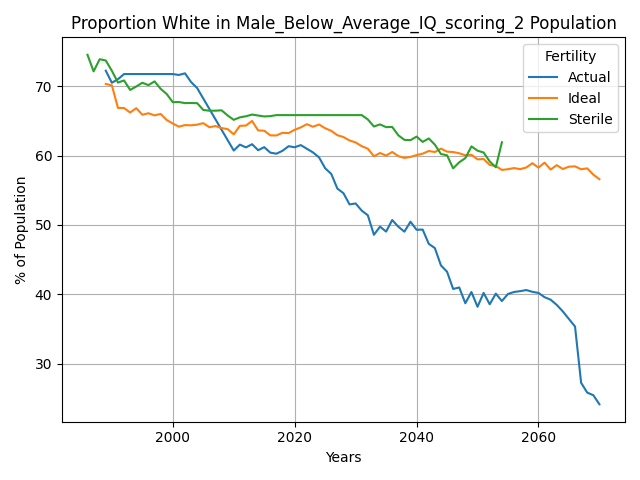 Proportion White in Male_Below_Average_IQ_scoring_2 Population
Fertility
Actual
Ideal
Sterile
% of Population
70
60
50
40
30
2000
2020
2040
2060
Years